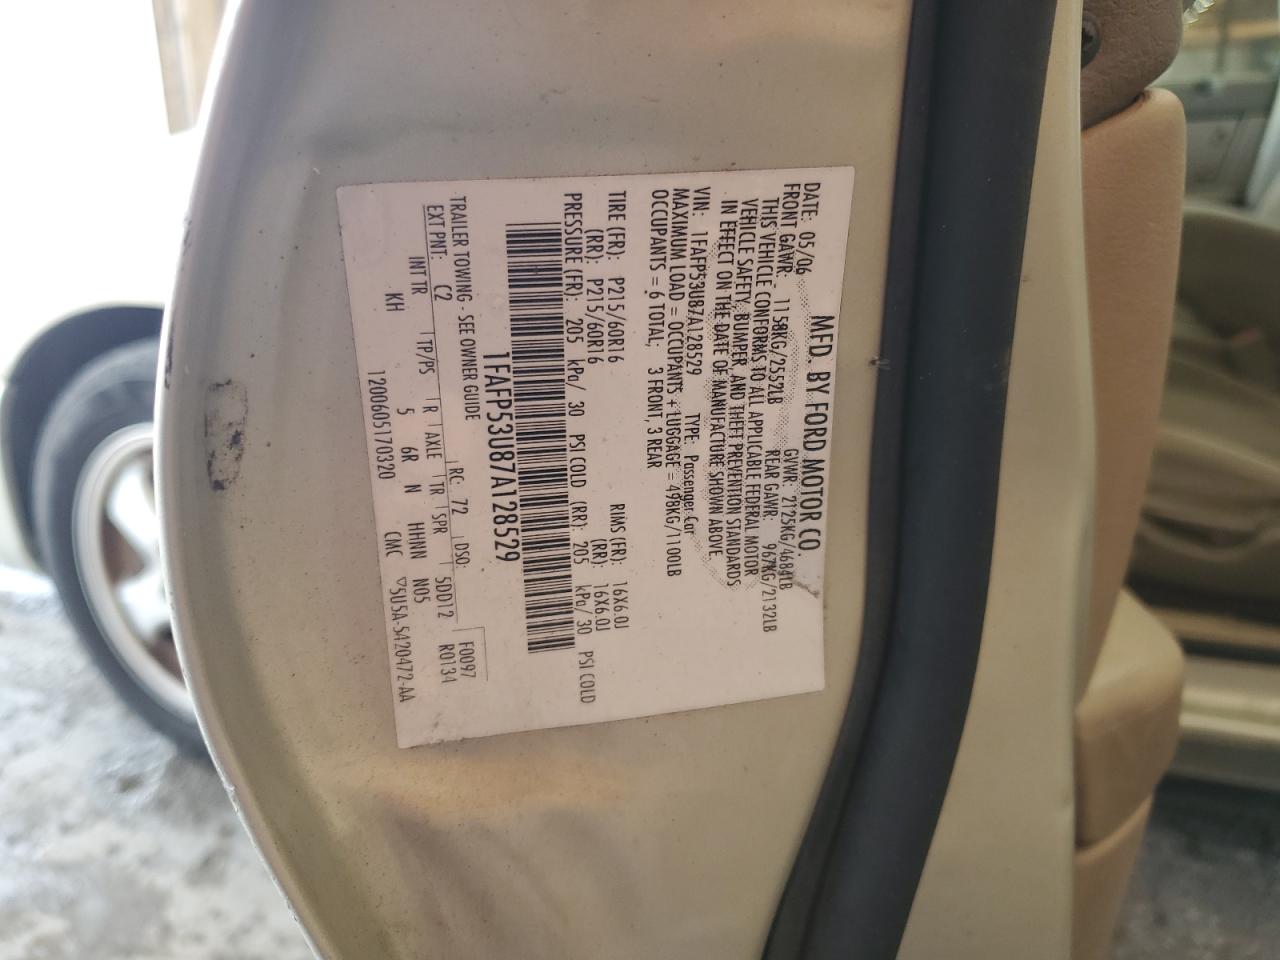 MFD. BY FORD MOTOR CO.
DATE: 05/06 GVWR: 2125KG/4684LB
FRONT GAWR: 1158KG/2552LB REAR GAWR: 967KG/2132LB
THIS VEHICLE CONFORMS TO ALL APPLICABLE FEDERAL MOTOR
VEHICLE SAFETY, BUMPER, AND THEFT PREVENTION STANDARDS
IN EFFECT ON THE DATE OF MANUFACTURE SHOWN ABOVE.
VIN: 1FAFP53U87A128529 TYPE: Passenger Car
MAXIMUM LOAD = OCCUPANTS + LUGGAGE = 498KG/1100LB
OCCUPANTS = 6 TOTAL, 3 FRONT, 3 REAR
TIRE (FR): P215/60R16 RIMS (FR): 16X6.0J
(RR): P215/60R16 (RR): 16X6.0J
PRESSURE (FR): 205 kPa/ 30 PSI COLD (RR): 205 kPa/ 30 PSI COLD
1FAFP53U87A128529
TRAILER TOWING - SEE OWNER GUIDE
EXT PNT: C2 RC: 72 DSO: 5DD12 F0097
INT TR TP/PS R AXLE TR SPR R0134
KH 5 6R N HHNN N05
1200605170320 CMC ▽5U5A-5420472-AA